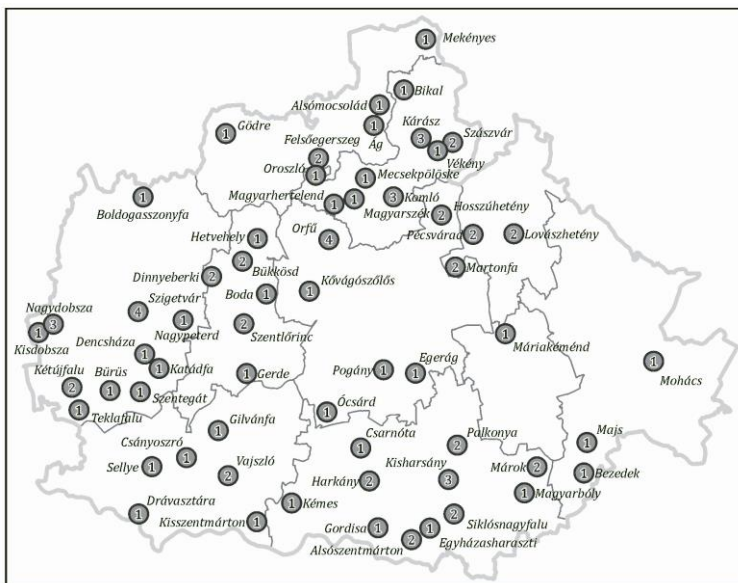 1 Mekényes
1 Bikal
Alsómocsolád 1
1 Gödre
1 Ág
Kárász 3
Szászvár 2
1 Vékény
Felsőegerszeg 2
Oroszló 1
1 Mecsekpölöske
Magyarhertelend 1
1 Magyarszék
3 Komló
1 Boldogasszonyfa
Hosszúhetény 2
Pécsvárad 2
2 Lovászhetény
Hetvehely 1
Orfű 4
2 Bükkösd
2 Martonfa
Dinnyeberki 2
Boda 1
1 Kővágószőlős
Nagydobsza 3
Kisdobsza 1
Szigetvár 4
Nagypeterd 1
2 Szentlőrinc
1 Máriakéménd
Dencsháza 1
1 Katádfa
1 Mohács
Kétújfalu 2
Bürüs 1
1 Szentegát
1 Gerde
Pogány 1
Egerág 1
Teklafalu 1
Ócsárd 1
Gilvánfa 1
Csarnóta 1
Palkonya 2
Majs 1
Csányoszró 1
Sellye 1
Vajszló 2
Harkány 2
Kisharsány 3
Márok 2
1 Bezedek
1 Magyarbóly
Drávasztára 1
Kisszentmárton 1
1 Kémes
2 Siklósnagyfalu
Gordisa 1
1 Egyházasharaszti
Alsószentmárton 2